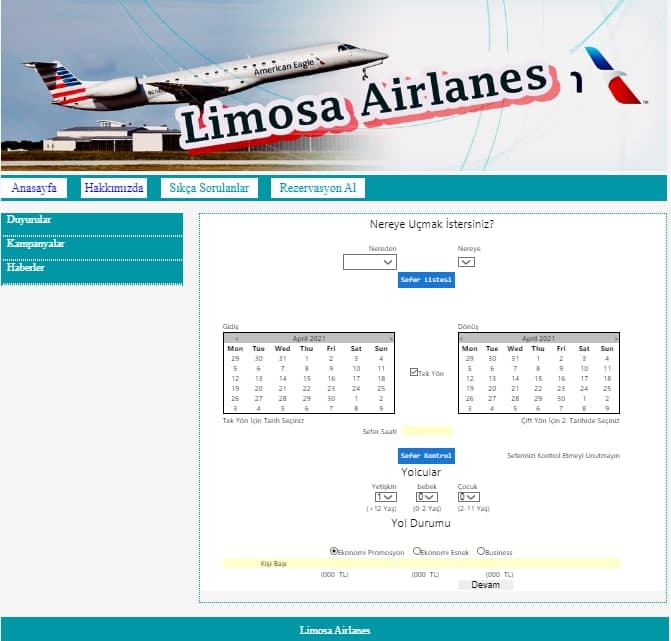 American Eagle
Limosa Airlanes
Anasayfa Hakkımızda Sıkça Sorulanlar Rezervasyon Al
Duyurular
Kampanyalar
Haberler
Nereye Uçmak İstersiniz?
Nereden Nereye
Sefer Listesi
Gidiş Dönüş
< April 2021 > < April 2021 >
Mon Tue Wed Thu Fri Sat Sun Mon Tue Wed Thu Fri Sat Sun
29 30 31 1 2 3 4 29 30 31 1 2 3 4
5 6 7 8 9 10 11 5 6 7 8 9 10 11
12 13 14 15 16 17 18 Tek Yön 12 13 14 15 16 17 18
19 20 21 22 23 24 25 19 20 21 22 23 24 25
26 27 28 29 30 1 2 26 27 28 29 30 1 2
3 4 5 6 7 8 9 3 4 5 6 7 8 9
Tek Yön İçin Tarih Seçiniz Çift Yön İçin 2. Tarihide Seçiniz
Sefer Saati
Sefer Kontrol Seferinizi Kontrol Etmeyi Unutmayın
Yolcular
Yetişkin bebek Çocuk
1 0 0
(+12 Yaş) (0-2 Yaş) (2-11 Yaş)
Yol Durumu
Ekonomi Promosyon Ekonomi Esnek Business
Kişi Başı
(000 TL) (000 TL) (000 TL)
Devam
Limosa Airlanes